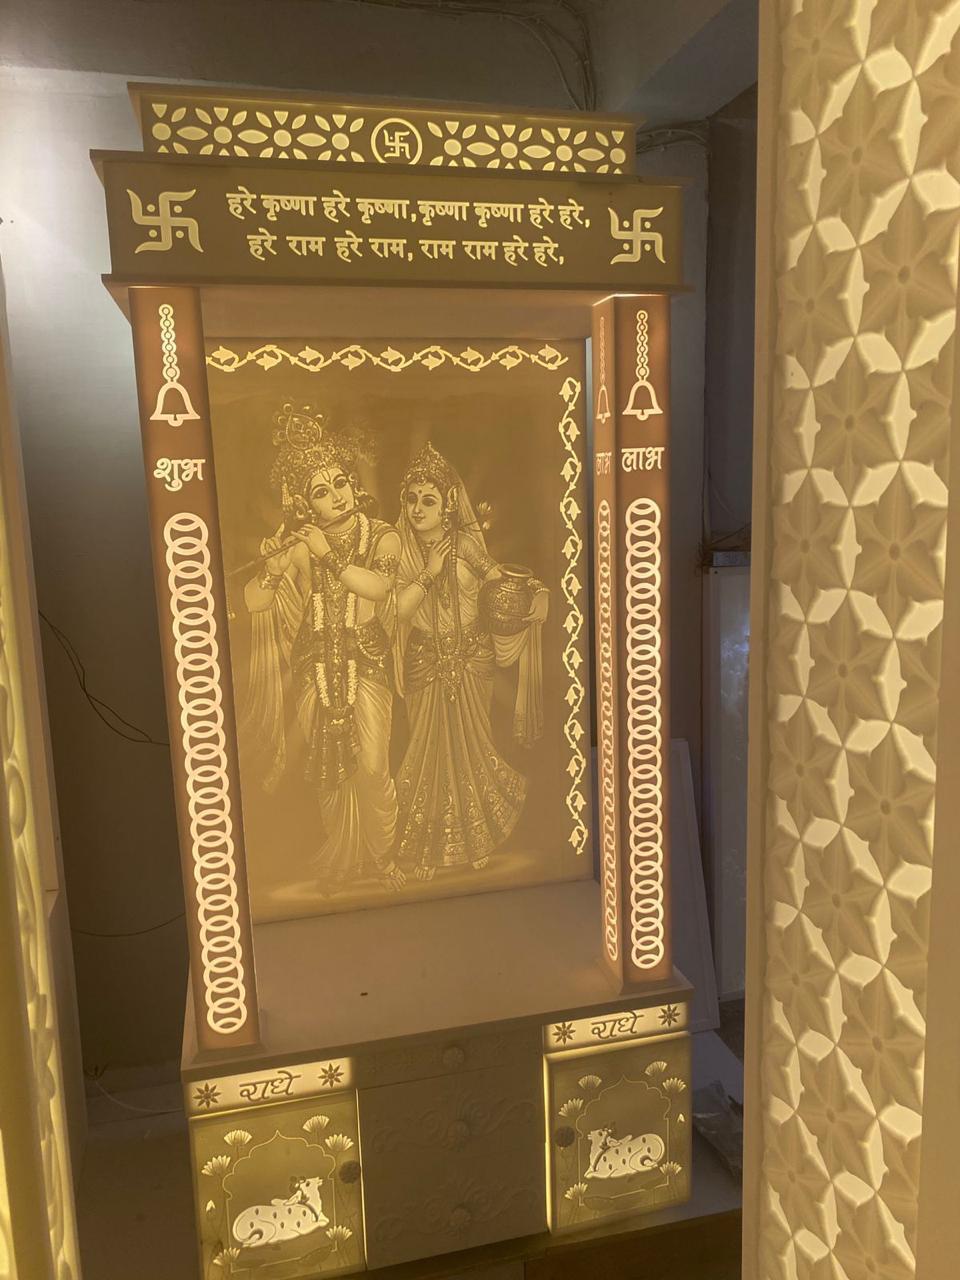 हरे कृष्णा हरे कृष्णा,कृष्णा कृष्णा हरे हरे,
हरे राम हरे राम, राम राम हरे हरे,
शुभ
लाभ
लाभ
राधे
राधे